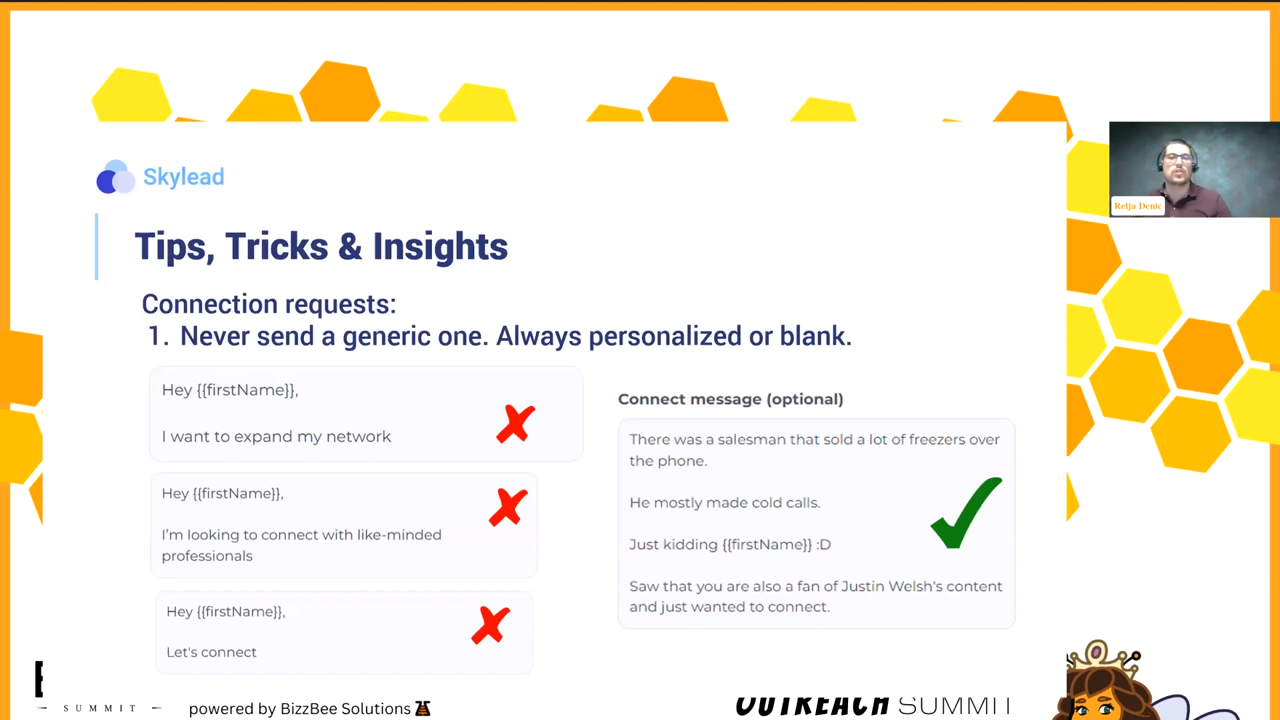 Skylead
Relja Denic
Tips, Tricks & Insights
Connection requests:
1. Never send a generic one. Always personalized or blank.
Hey {{firstName}},
I want to expand my network
Hey {{firstName}},
I'm looking to connect with like-minded
professionals
Hey {{firstName}},
Let's connect
Connect message (optional)
There was a salesman that sold a lot of freezers over
the phone.
He mostly made cold calls.
Just kidding {{firstName}} :D
Saw that you are also a fan of Justin Welsh's content
and just wanted to connect.
SUMMIT
powered by BizzBee Solutions
OUTREACH SUMMIT